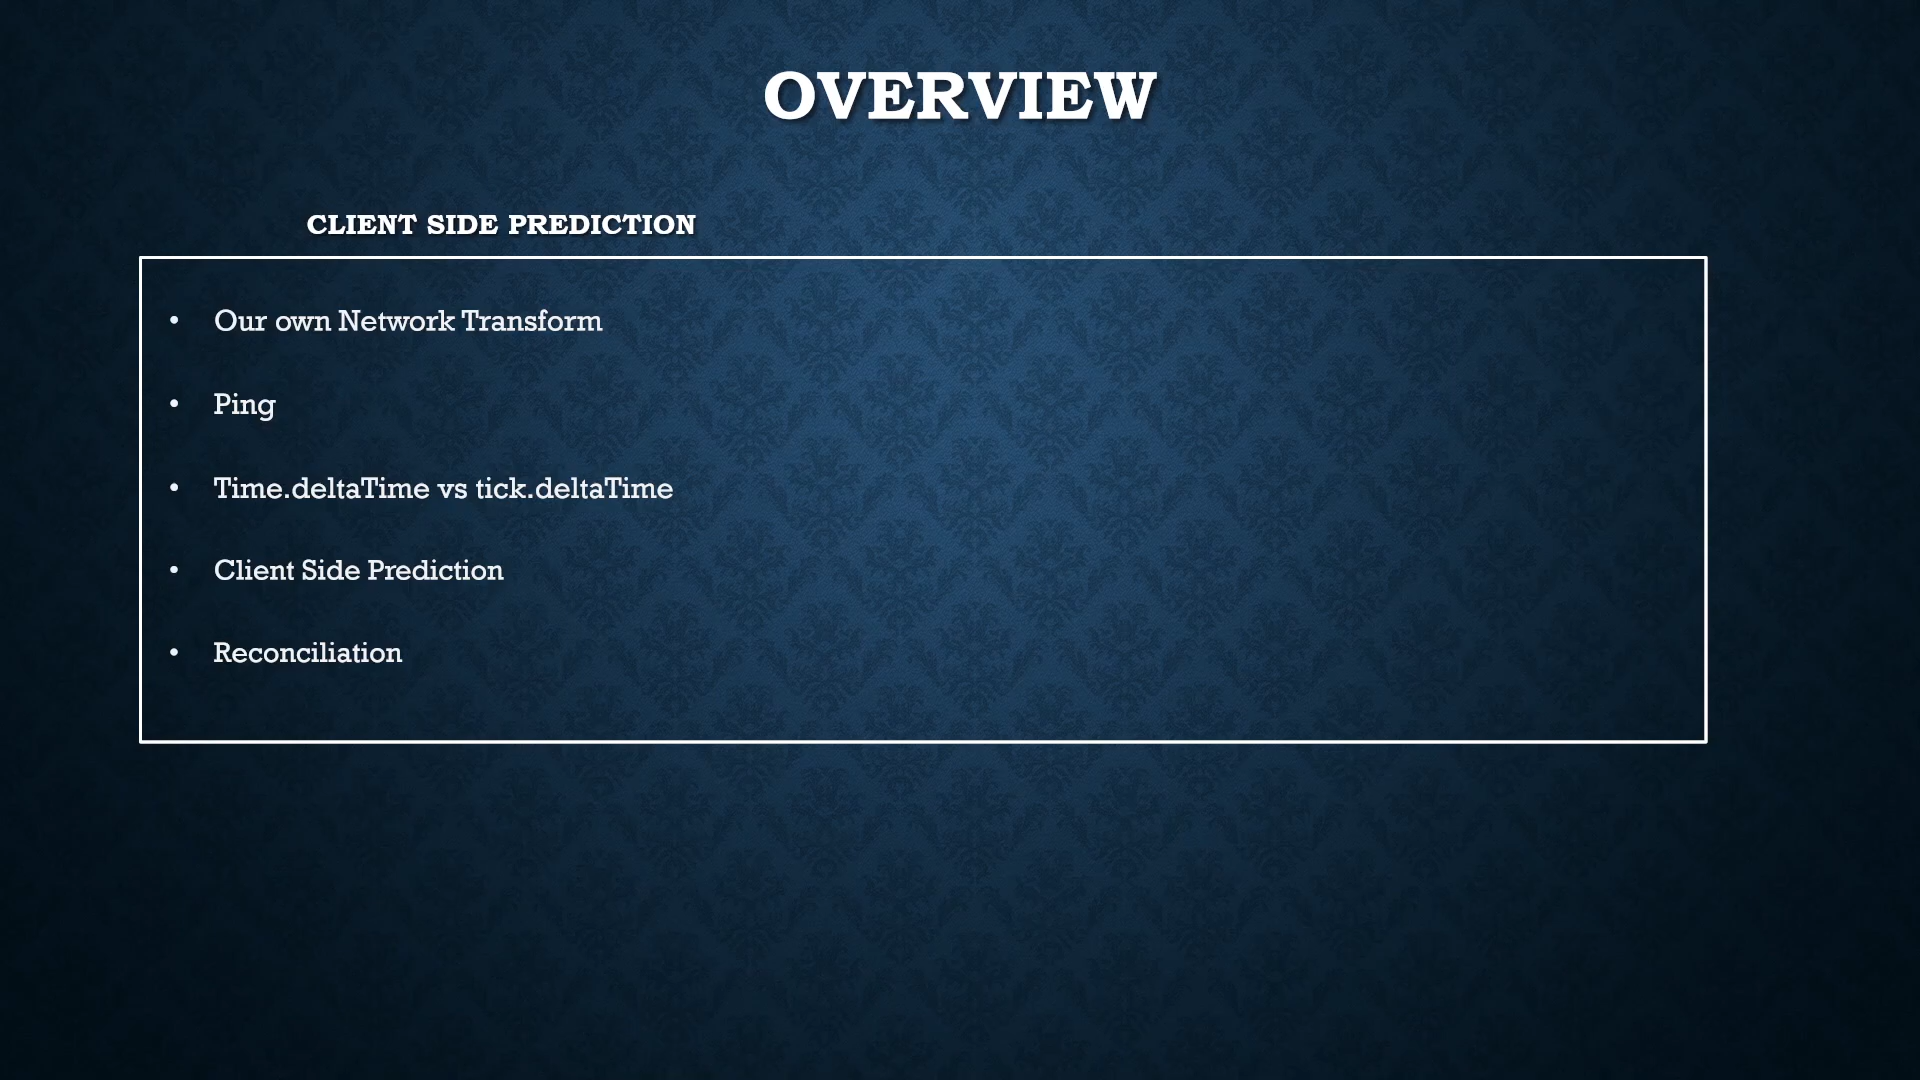 OVERVIEW
CLIENT SIDE PREDICTION
• Our own Network Transform
• Ping
• Time.deltaTime vs tick.deltaTime
• Client Side Prediction
• Reconciliation